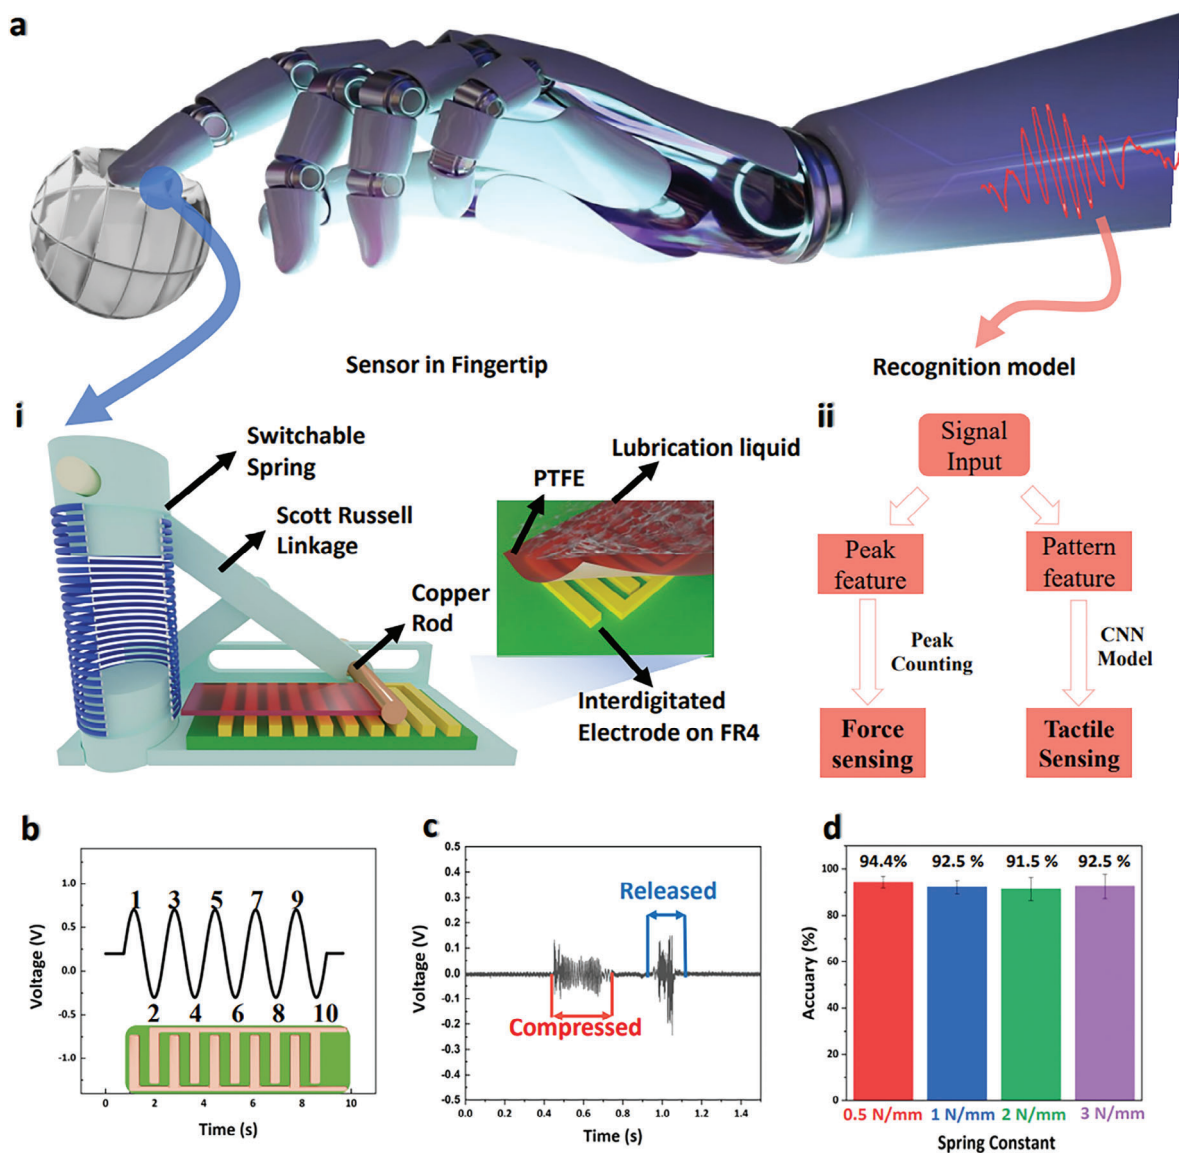 a
Sensor in Fingertip
Recognition model
i
Switchable
Spring
Scott Russell
Linkage
Copper
Rod
PTFE
Lubrication liquid
Interdigitated
Electrode on FR4
ii
Signal
Input
Peak
feature
Pattern
feature
Peak
Counting
CNN
Model
Force
sensing
Tactile
Sensing
b
Voltage (V)
1.0
0.5
0.0
-0.5
-1.0
1 3 5 7 9
2 4 6 8 10
0 2 4 6 8 10
Time (s)
c
Voltage (V)
0.5
0.4
0.3
0.2
0.1
0.0
-0.1
-0.2
-0.3
-0.4
-0.5
Released
Compressed
0.0 0.2 0.4 0.6 0.8 1.0 1.2 1.4
Time (s)
d
Accuary (%)
100
80
60
40
20
0
94.4% 92.5 % 91.5 % 92.5 %
0.5 N/mm 1 N/mm 2 N/mm 3 N/mm
Spring Constant